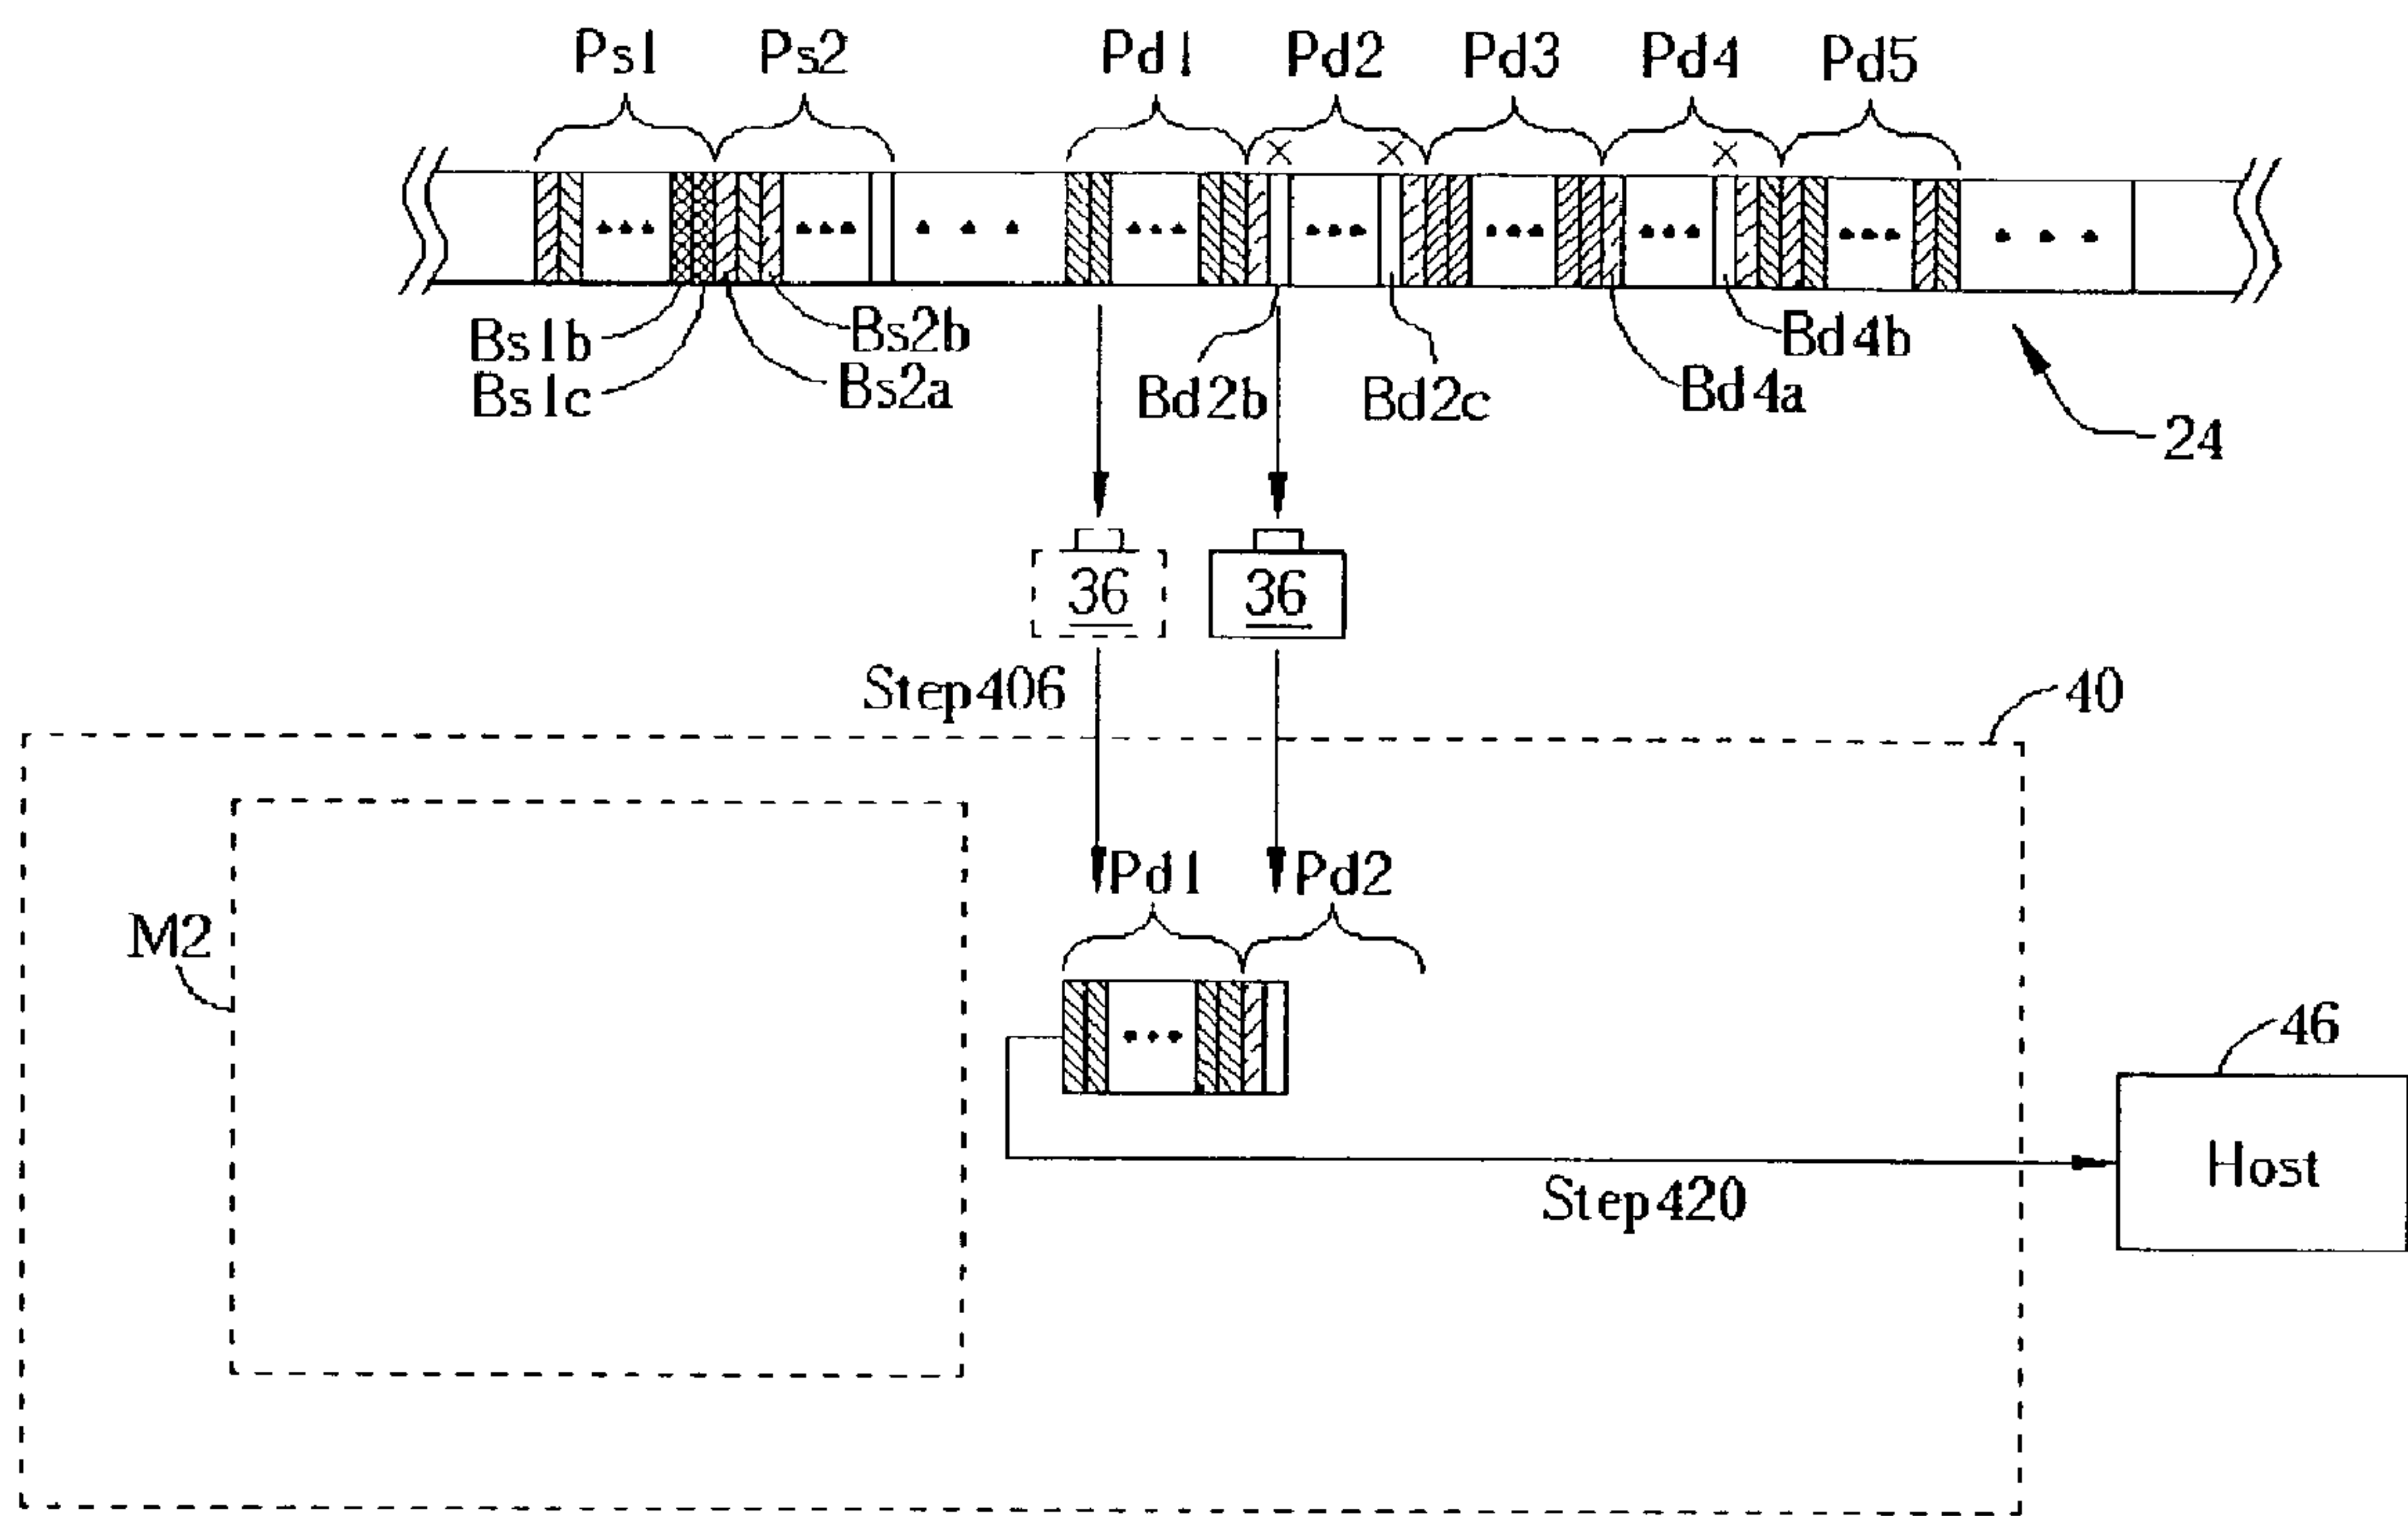 Ps1 Ps2 Pd1 Pd2 Pd3 Pd4 Pd5
× × ×
Bs1b Bs2b Bd4b
Bs1c Bs2a Bd2b Bd2c Bd4a
24
36 36
Step406
40
Pd1 Pd2
M2
46
Host
Step420